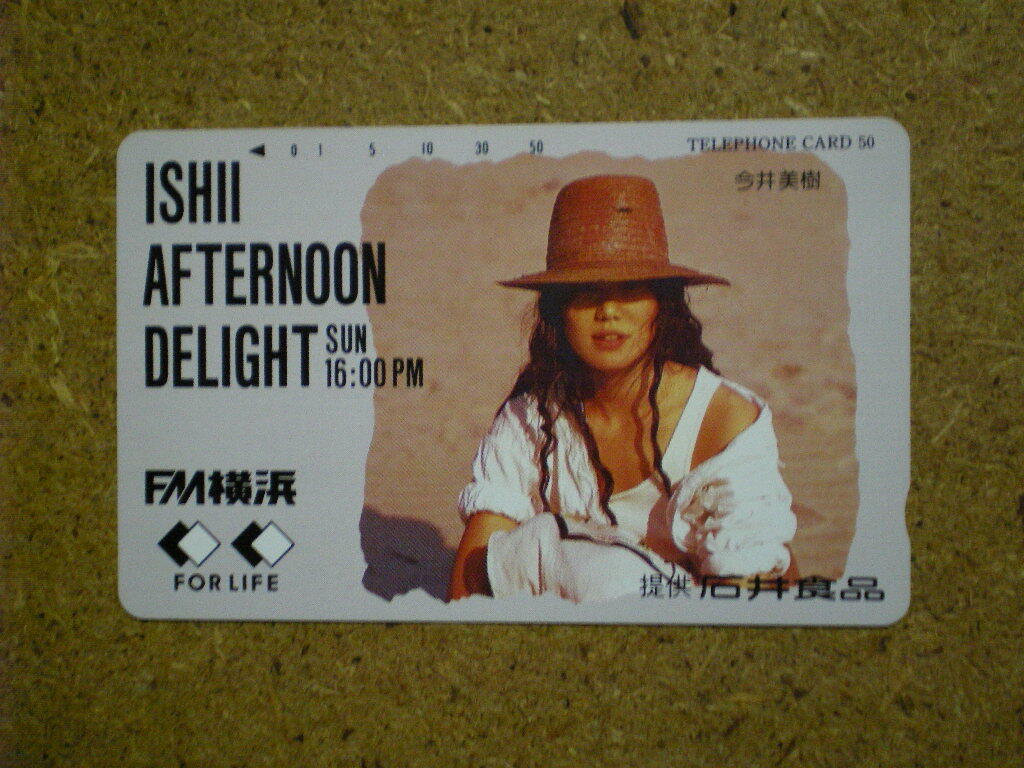 ◀ 0 1 5 10 30 50
TELEPHONE CARD 50
今井美樹
ISHII
AFTERNOON
DELIGHT SUN
16:00 PM
FM横浜
FOR LIFE
提供 石井食品